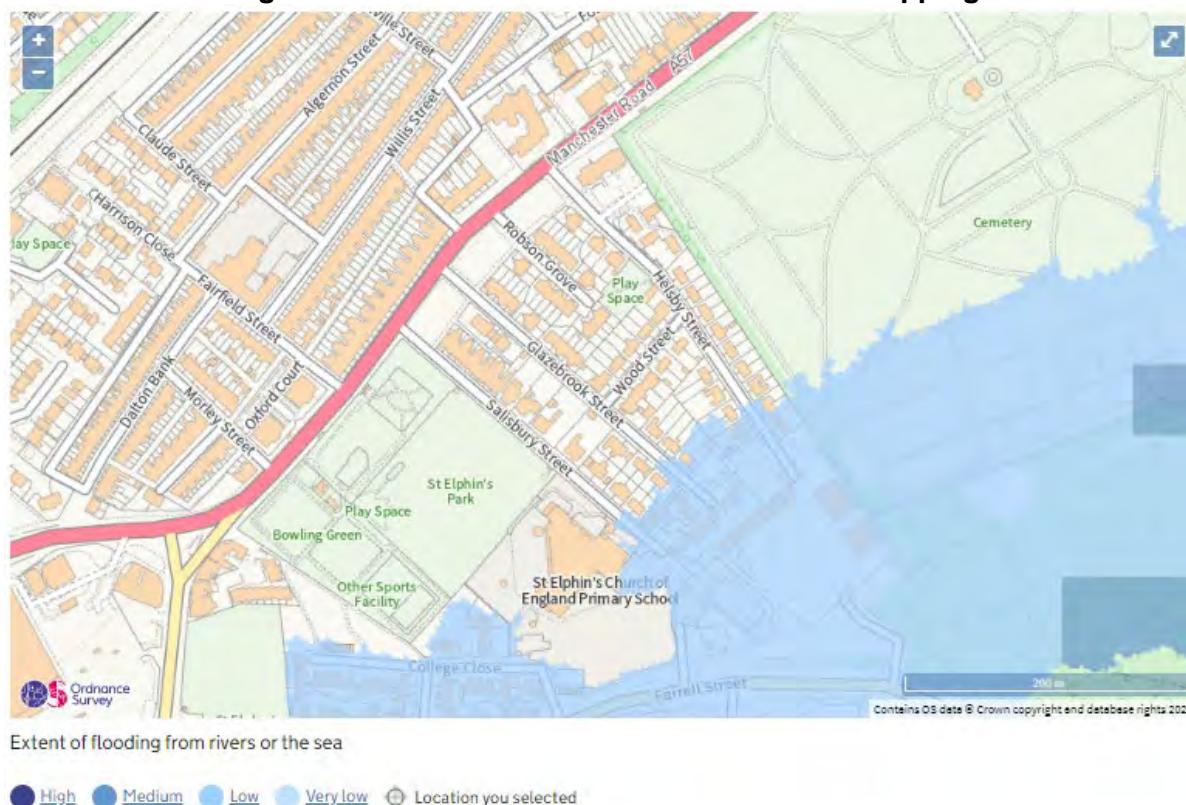 +
−
Algernon Street
Claude Street
Willis Street
Manchester Road A57
Harrison Close
Cemetery
Play Space
Robson Grove
Helsby Street
Play
Space
Fairfield Street
Glazebrook Street
Wood Street
Dalton Bank
Morley Street
Oxford Court
Salisbury Street
St Elphin's
Park
Play Space
Bowling Green
Other Sports
Facility
St Elphin's Church of
England Primary School
College Close
Farrell Street
200 m
Ordnance
Survey
Contains OS data © Crown copyright and database rights 202
Extent of flooding from rivers or the sea
High Medium Low Very low Location you selected